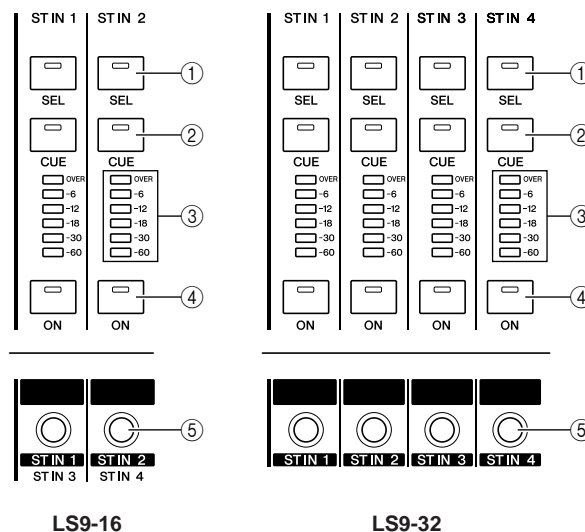 ST IN 1 ST IN 2 ST IN 1 ST IN 2 ST IN 3 ST IN 4
① ①
SEL SEL SEL SEL SEL SEL
② ②
CUE CUE CUE CUE CUE CUE
OVER OVER OVER OVER OVER OVER
-6 -6 -6 -6 -6 -6
-12 -12 -12 -12 -12 -12
③ ③
-18 -18 -18 -18 -18 -18
-30 -30 -30 -30 -30 -30
-60 -60 -60 -60 -60 -60
④ ④
ON ON ON ON ON ON
⑤ ⑤
ST IN 1 ST IN 2 ST IN 1 ST IN 2 ST IN 3 ST IN 4
ST IN 3 ST IN 4
LS9-16 LS9-32